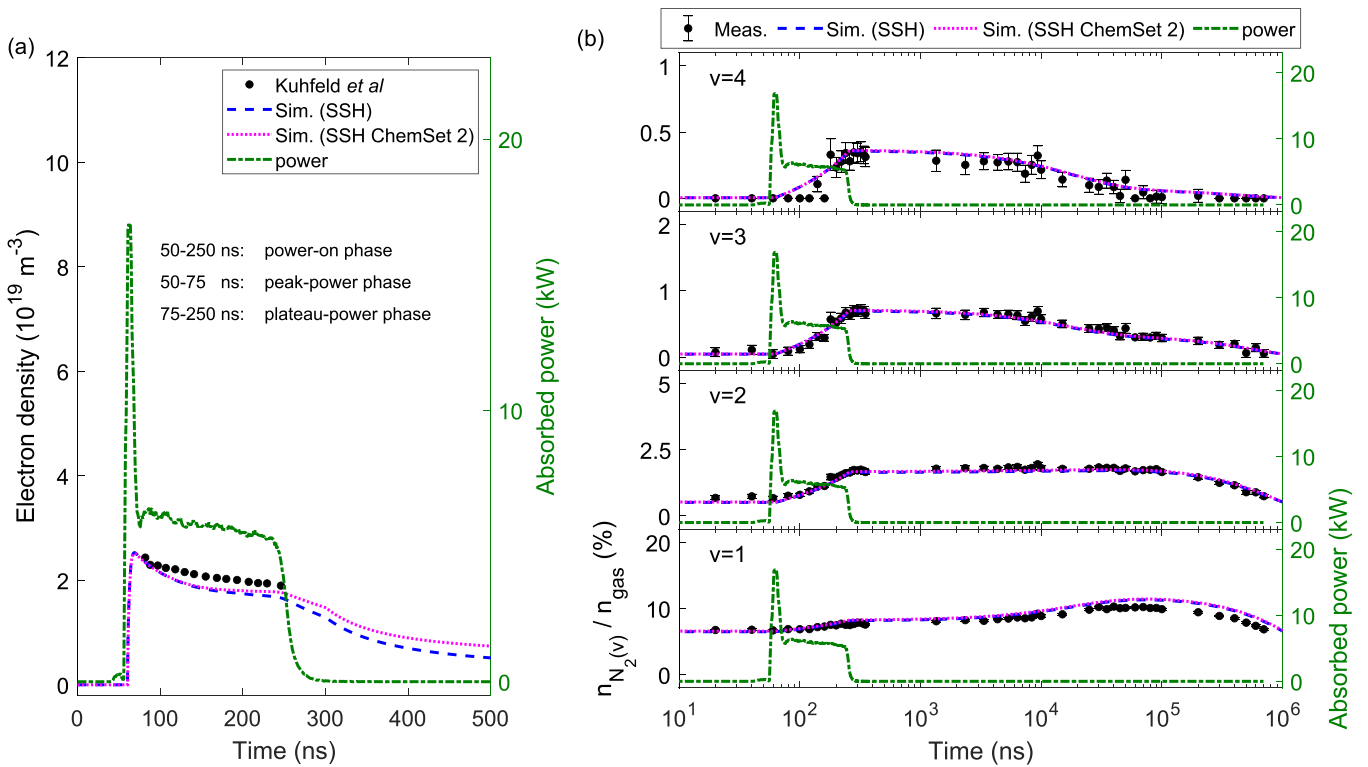 (a)
12
10
8
6
4
2
0
Electron density (10^19 m^-3)
Kuhfeld et al
Sim. (SSH)
Sim. (SSH ChemSet 2)
power
50-250 ns: power-on phase
50-75 ns: peak-power phase
75-250 ns: plateau-power phase
20
10
0
Absorbed power (kW)
0 100 200 300 400 500
Time (ns)
(b)
Meas. Sim. (SSH) Sim. (SSH ChemSet 2) power
v=4
1
0.5
0
20
10
0
v=3
2
1
0
20
10
0
v=2
5
2.5
0
20
10
0
v=1
20
10
0
20
10
0
n_N_2(v) / n_gas (%)
Absorbed power (kW)
10^1 10^2 10^3 10^4 10^5 10^6
Time (ns)